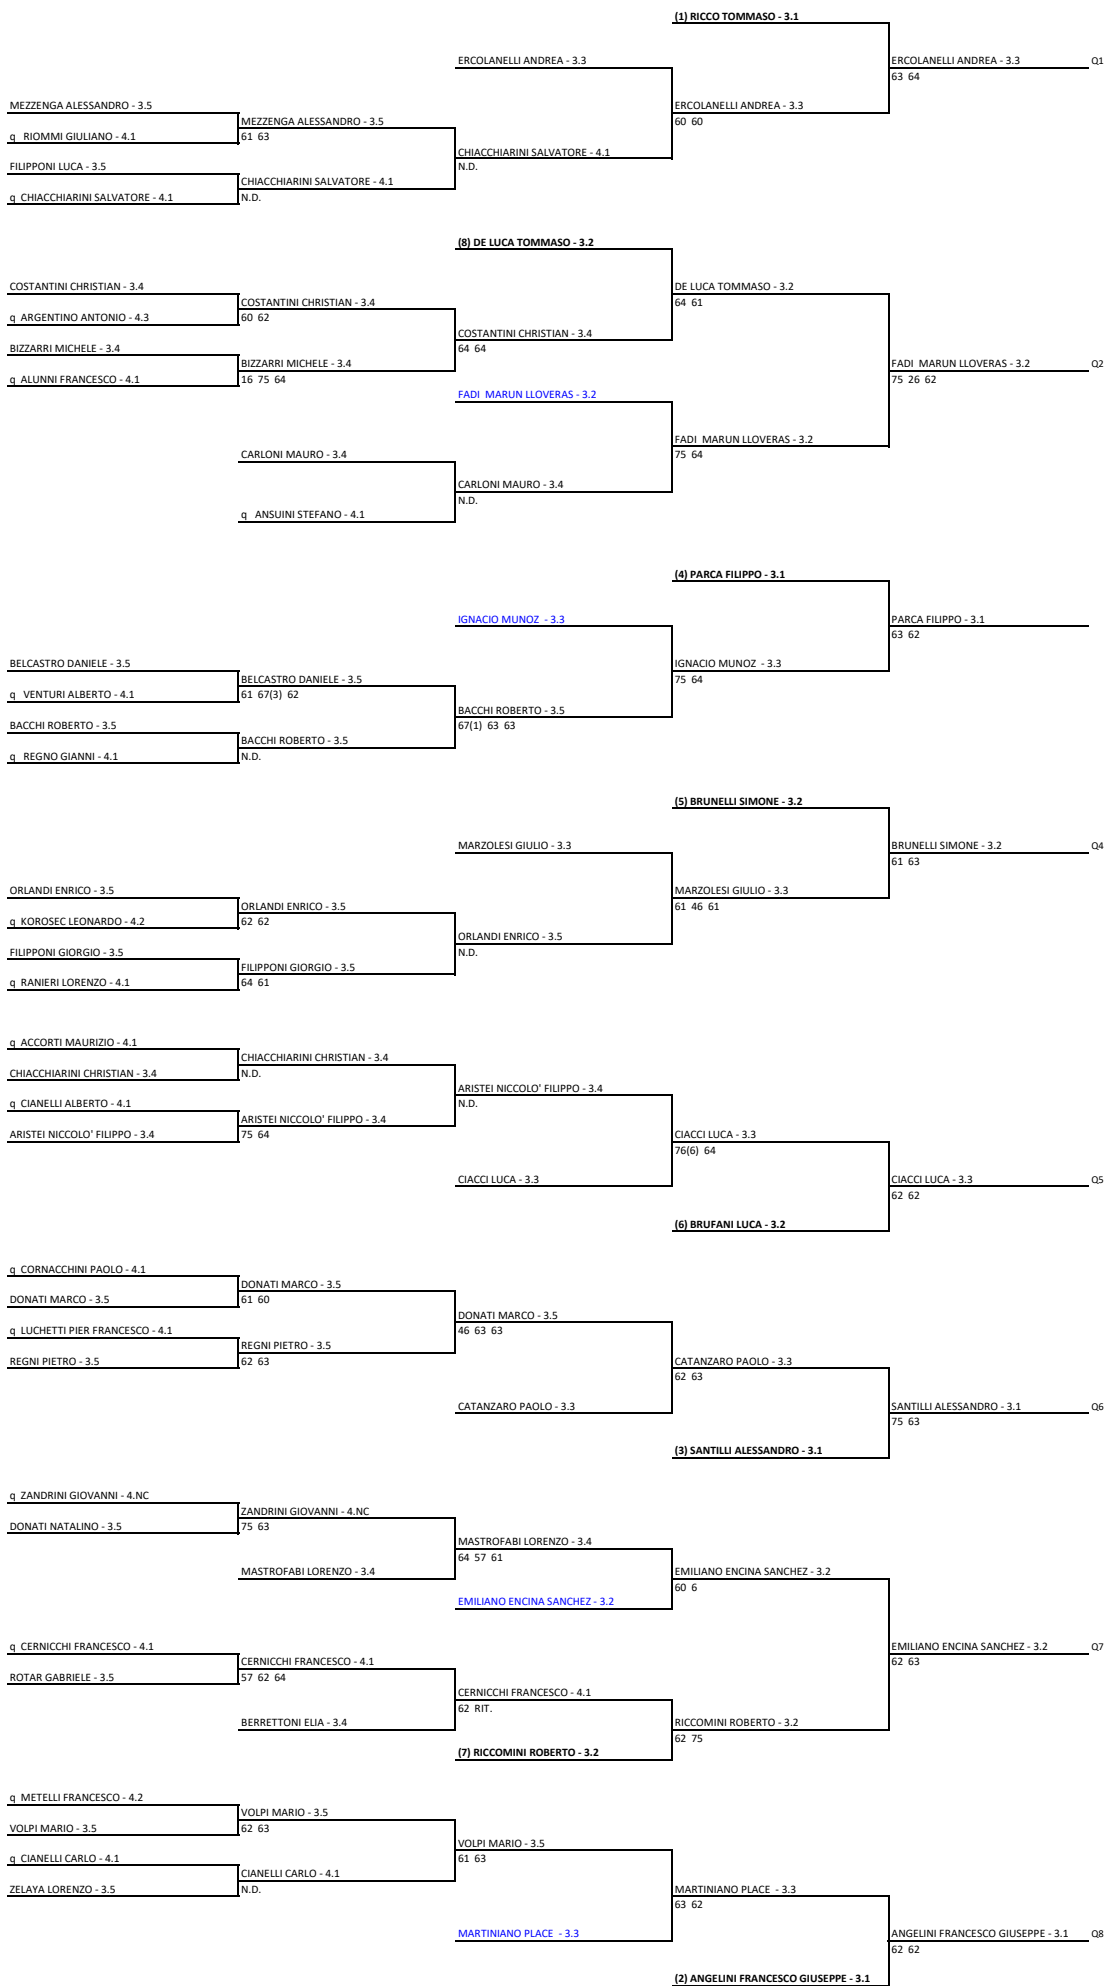 (1) RICCO TOMMASO - 3.1
ERCOLANELLI ANDREA - 3.3
ERCOLANELLI ANDREA - 3.3 Q1
63 64
MEZZENGA ALESSANDRO - 3.5
ERCOLANELLI ANDREA - 3.3
60 60
MEZZENGA ALESSANDRO - 3.5
q RIOMMI GIULIANO - 4.1
61 63
CHIACCHIARINI SALVATORE - 4.1
N.D.
FILIPPONI LUCA - 3.5
CHIACCHIARINI SALVATORE - 4.1
q CHIACCHIARINI SALVATORE - 4.1
N.D.
(8) DE LUCA TOMMASO - 3.2
COSTANTINI CHRISTIAN - 3.4
DE LUCA TOMMASO - 3.2
64 61
COSTANTINI CHRISTIAN - 3.4
q ARGENTINO ANTONIO - 4.3
60 62
COSTANTINI CHRISTIAN - 3.4
64 64
BIZZARRI MICHELE - 3.4
BIZZARRI MICHELE - 3.4
FADI MARUN LLOVERAS - 3.2 Q2
q ALUNNI FRANCESCO - 4.1
16 75 64
75 26 62
FADI MARUN LLOVERAS - 3.2
FADI MARUN LLOVERAS - 3.2
75 64
CARLONI MAURO - 3.4
CARLONI MAURO - 3.4
N.D.
q ANSUINI STEFANO - 4.1
(4) PARCA FILIPPO - 3.1
IGNACIO MUNOZ - 3.3
PARCA FILIPPO - 3.1
63 62
BELCASTRO DANIELE - 3.5
IGNACIO MUNOZ - 3.3
75 64
BELCASTRO DANIELE - 3.5
q VENTURI ALBERTO - 4.1
61 67(3) 62
BACCHI ROBERTO - 3.5
67(1) 63 63
BACCHI ROBERTO - 3.5
BACCHI ROBERTO - 3.5
q REGNO GIANNI - 4.1
N.D.
(5) BRUNELLI SIMONE - 3.2
MARZOLESI GIULIO - 3.3
BRUNELLI SIMONE - 3.2 Q4
61 63
ORLANDI ENRICO - 3.5
MARZOLESI GIULIO - 3.3
61 46 61
ORLANDI ENRICO - 3.5
q KOROSEC LEONARDO - 4.2
62 62
ORLANDI ENRICO - 3.5
N.D.
FILIPPONI GIORGIO - 3.5
FILIPPONI GIORGIO - 3.5
q RANIERI LORENZO - 4.1
64 61
q ACCORTI MAURIZIO - 4.1
CHIACCHIARINI CHRISTIAN - 3.4
CHIACCHIARINI CHRISTIAN - 3.4
N.D.
ARISTEI NICCOLO' FILIPPO - 3.4
N.D.
q CIANELLI ALBERTO - 4.1
ARISTEI NICCOLO' FILIPPO - 3.4
ARISTEI NICCOLO' FILIPPO - 3.4
75 64
CIACCI LUCA - 3.3
76(6) 64
CIACCI LUCA - 3.3
CIACCI LUCA - 3.3 Q5
62 62
(6) BRUFANI LUCA - 3.2
q CORNACCHINI PAOLO - 4.1
DONATI MARCO - 3.5
DONATI MARCO - 3.5
61 60
DONATI MARCO - 3.5
46 63 63
q LUCHETTI PIER FRANCESCO - 4.1
REGNI PIETRO - 3.5
REGNI PIETRO - 3.5
62 63
CATANZARO PAOLO - 3.3
62 63
CATANZARO PAOLO - 3.3
SANTILLI ALESSANDRO - 3.1 Q6
75 63
(3) SANTILLI ALESSANDRO - 3.1
q ZANDRINI GIOVANNI - 4.NC
ZANDRINI GIOVANNI - 4.NC
DONATI NATALINO - 3.5
75 63
MASTROFABI LORENZO - 3.4
64 57 61
MASTROFABI LORENZO - 3.4
EMILIANO ENCINA SANCHEZ - 3.2
60 6
EMILIANO ENCINA SANCHEZ - 3.2
q CERNICCHI FRANCESCO - 4.1
EMILIANO ENCINA SANCHEZ - 3.2 Q7
62 63
CERNICCHI FRANCESCO - 4.1
ROTAR GABRIELE - 3.5
57 62 64
CERNICCHI FRANCESCO - 4.1
62 RIT.
BERRETTONI ELIA - 3.4
RICCOMINI ROBERTO - 3.2
62 75
(7) RICCOMINI ROBERTO - 3.2
q METELLI FRANCESCO - 4.2
VOLPI MARIO - 3.5
VOLPI MARIO - 3.5
62 63
VOLPI MARIO - 3.5
61 63
q CIANELLI CARLO - 4.1
CIANELLI CARLO - 4.1
ZELAYA LORENZO - 3.5
N.D.
MARTINIANO PLACE - 3.3
63 62
MARTINIANO PLACE - 3.3
ANGELINI FRANCESCO GIUSEPPE - 3.1 Q8
62 62
(2) ANGELINI FRANCESCO GIUSEPPE - 3.1